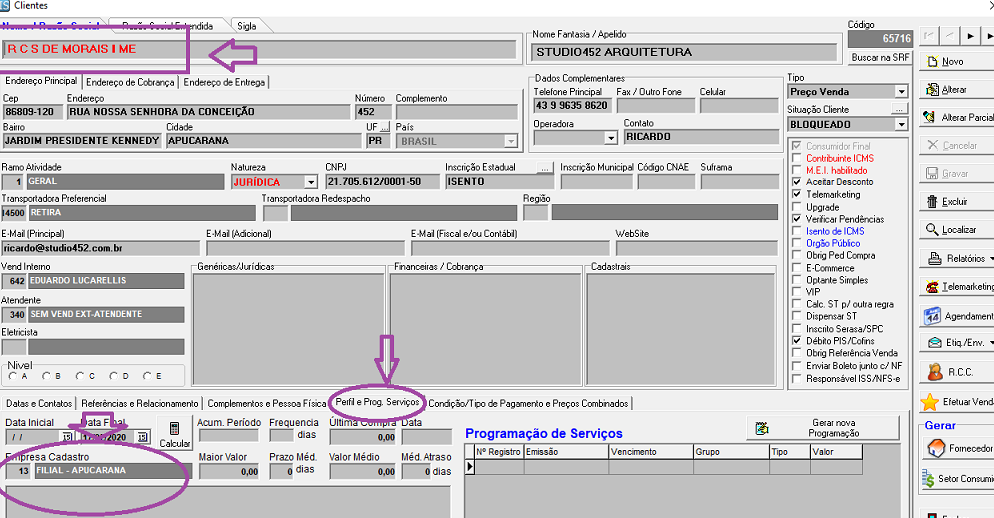 Clientes
Nome / Razão Social Razão Social Estendida Sigla
R C S DE MORAIS II ME
Nome Fantasia / Apelido
STUDIO452 ARQUITETURA
Código
65716
Buscar na SRF
Endereço Principal Endereço de Cobrança Endereço de Entrega
Cep Endereço Número Complemento
86809-120 RUA NOSSA SENHORA DA CONCEIÇÃO 452
Bairro Cidade UF ... País
JARDIM PRESIDENTE KENNEDY APUCARANA PR BRASIL
Dados Complementares
Telefone Principal Fax / Outro Fone Celular
43 9 9635 8620
Operadora Contato
RICARDO
Tipo
Preço Venda
Situação Cliente ...
BLOQUEADO
Ramo Atividade Natureza CNPJ Inscrição Estadual ... Inscrição Municipal Código CNAE Suframa
1 GERAL JURÍDICA 21.705.612/0001-50 ISENTO
Transportadora Preferencial Transportadora Redespacho Região
14500 RETIRA
E-Mail (Principal) E-Mail (Adicional) E-Mail (Fiscal e/ou Contábil) WebSite
ricardo@studio452.com.br
Vend Interno
642 EDUARDO LUCARELLIS
Atendente
340 SEM VEND EXT-ATENDENTE
Eletricista
Nivel
A B C D E
Genéricas/Jurídicas Financeiras / Cobrança Cadastrais
Consumidor Final
Contribuinte ICMS
M.E.I. habilitado
Aceitar Desconto
Telemarketing
Upgrade
Verificar Pendências
Isento de ICMS
Orgão Público
Obrig Ped Compra
E-Commerce
Optante Simples
VIP
Calc. ST p/ outra regra
Dispensar ST
Inscrito Serasa/SPC
Débito PIS/Cofins
Obrig Referência Venda
Enviar Boleto junto c/ NF
Responsável ISS/NFS-e
Novo
Alterar
Alterar Parcial
Cancelar
Gravar
Excluir
Localizar
Relatórios
Telemarketing
Agendament
Etiq./Env.
R.C.C.
Efetuar Venda
Gerar
Fornecedor
Setor Consumi
Datas e Contatos Referências e Relacionamento Complementos e Pessoa Física Perfil e Prog. Serviços Condição/Tipo de Pagamento e Preços Combinados
Data Inicial Data Final Acum. Período Frequencia Última Compra Data
/ / 2020 Calcular dias 0,00
Empresa Cadastro Maior Valor Prazo Méd. Valor Médio Méd. Atraso
13 FILIAL - APUCARANA 0,00 0 dias 0,00 0 dias
Programação de Serviços
Gerar nova
Programação
Nº Registro Emissão Vencimento Grupo Tipo Valor